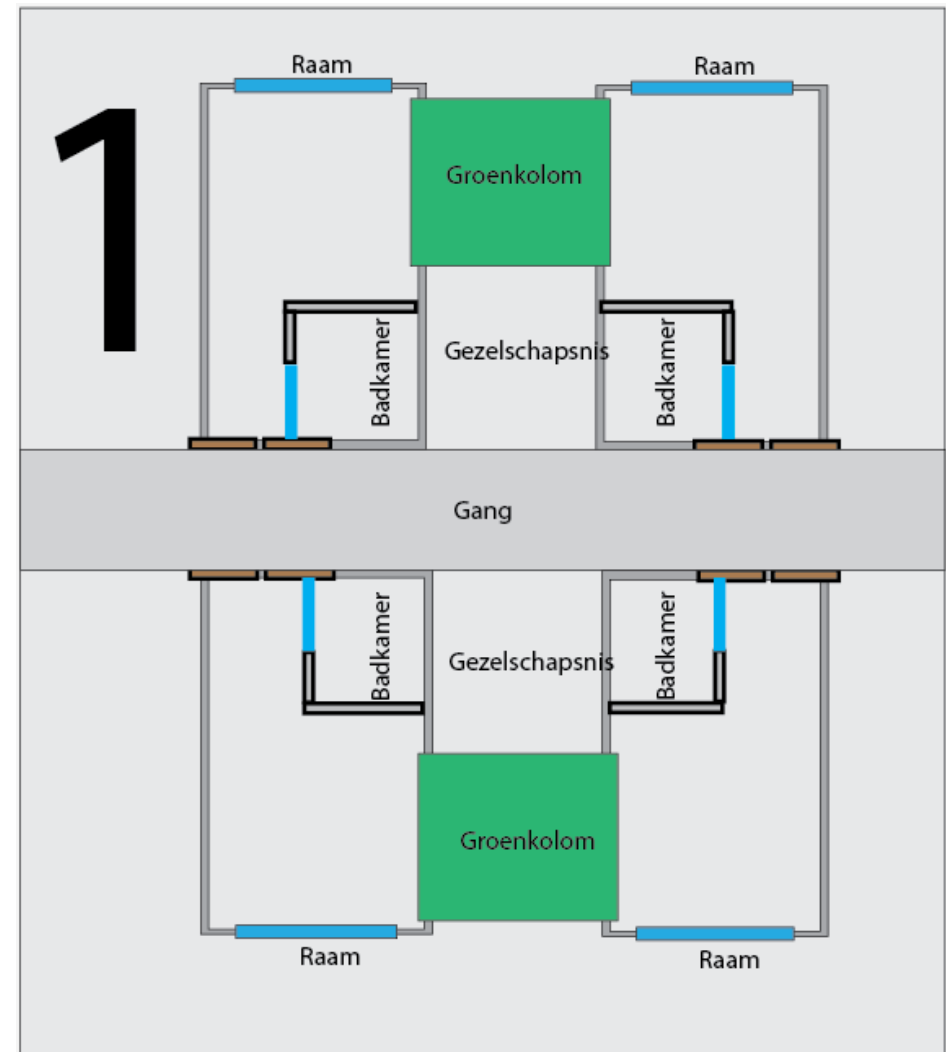 1
Raam
Raam
Groenkolom
Badkamer
Gezelschapsnis
Badkamer
Gang
Badkamer
Gezelschapsnis
Badkamer
Groenkolom
Raam
Raam